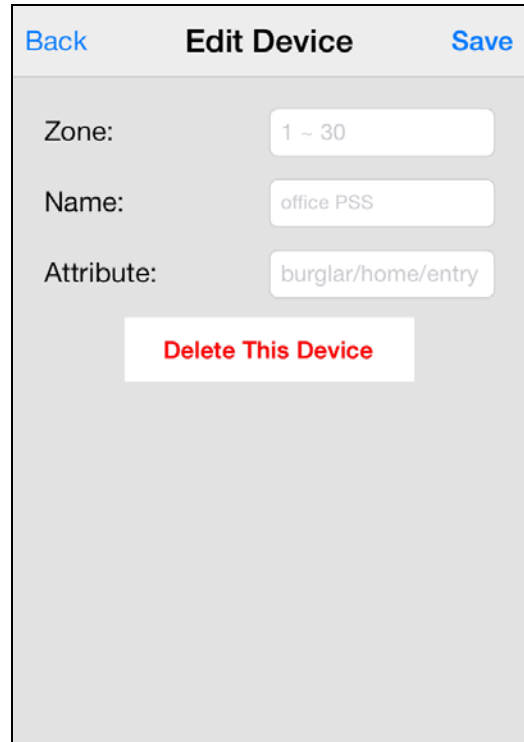 Back Edit Device Save
Zone: 1 ~ 30
Name: office PSS
Attribute: burglar/home/entry
Delete This Device